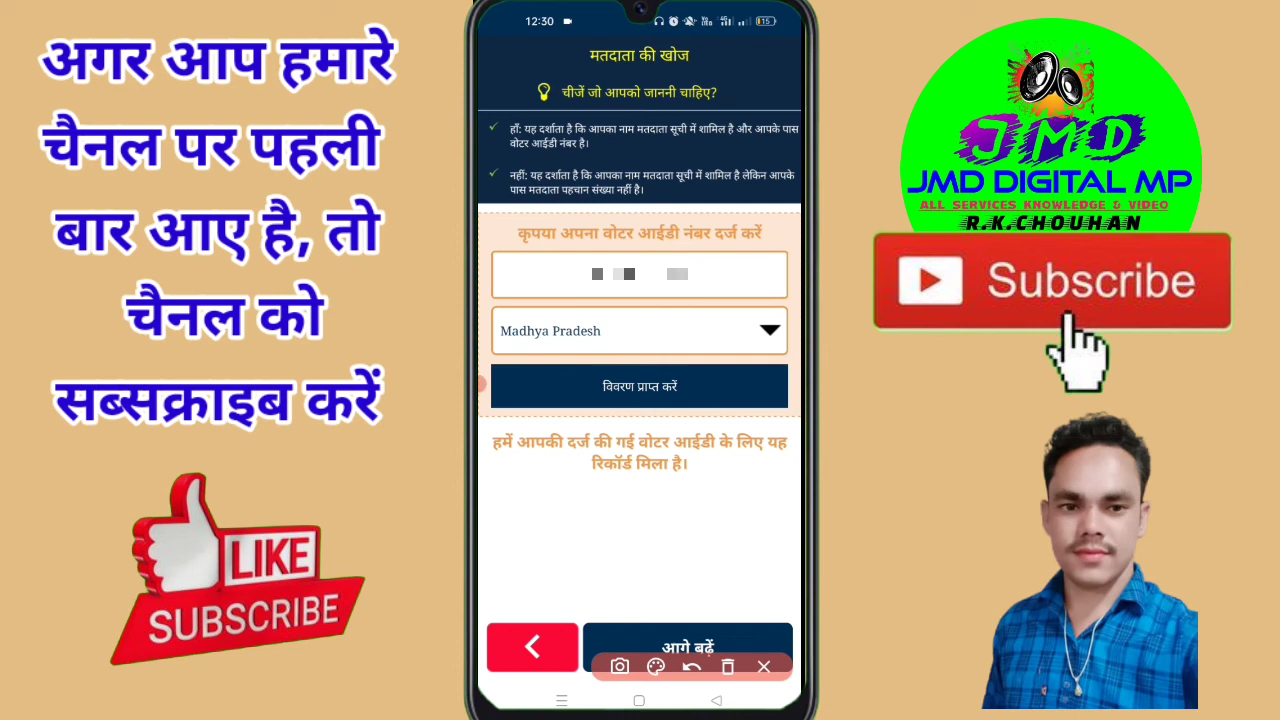 अगर आप हमारे
चैनल पर पहली
बार आए है, तो
चैनल को
सब्सक्राइब करें
LIKE
SUBSCRIBE
12:30
15
मतदाता की खोज
चीजें जो आपको जाननी चाहिए?
हाँ: यह दर्शाता है कि आपका नाम मतदाता सूची में शामिल है और आपके पास
वोटर आईडी नंबर है।
नहीं: यह दर्शाता है कि आपका नाम मतदाता सूची में शामिल है लेकिन आपके
पास मतदाता पहचान संख्या नहीं है।
कृपया अपना वोटर आईडी नंबर दर्ज करें
Madhya Pradesh
विवरण प्राप्त करें
हमें आपकी दर्ज की गई वोटर आईडी के लिए यह
रिकॉर्ड मिला है।
आगे बढ़ें
JMD
JMD DIGITAL MP
ALL SERVICES KNOWLEDGE & VIDEO
R.K.CHOUHAN
Subscribe